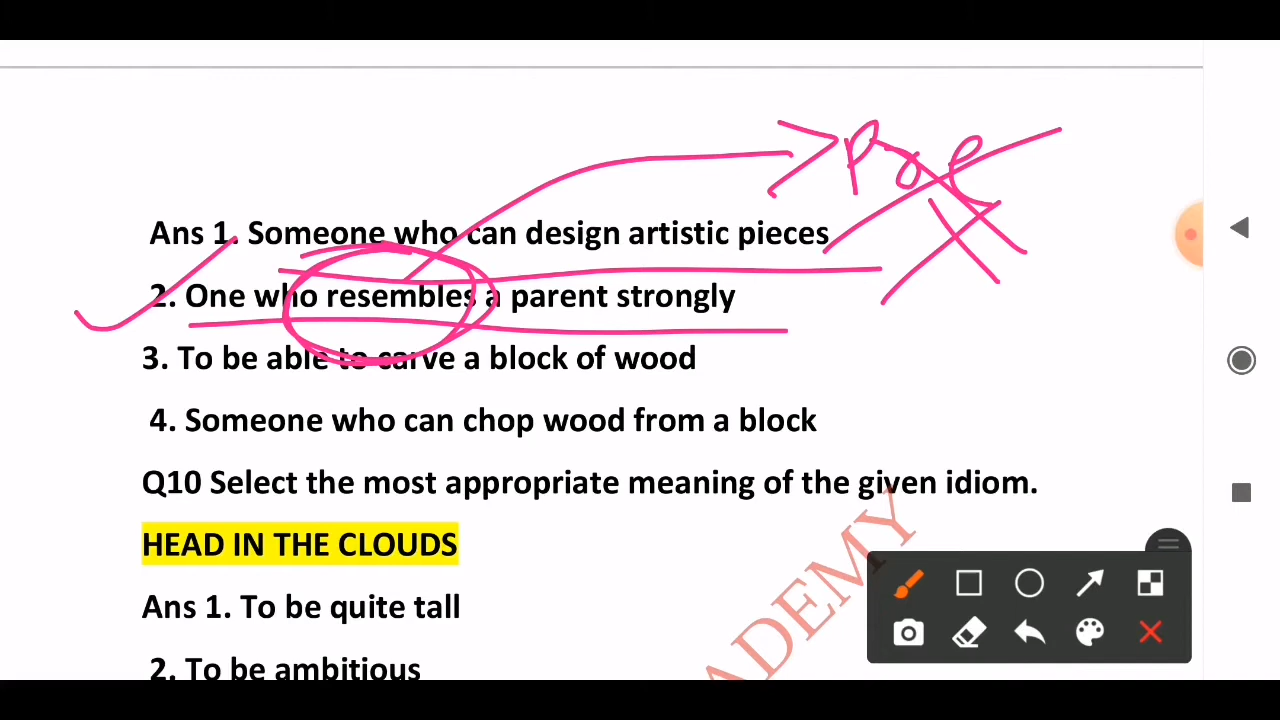 Pre
Ans 1. Someone who can design artistic pieces
2. One who resembles a parent strongly
3. To be able to carve a block of wood
4. Someone who can chop wood from a block
Q10 Select the most appropriate meaning of the given idiom.
HEAD IN THE CLOUDS
Ans 1. To be quite tall
2. To be ambitious
ADEMY